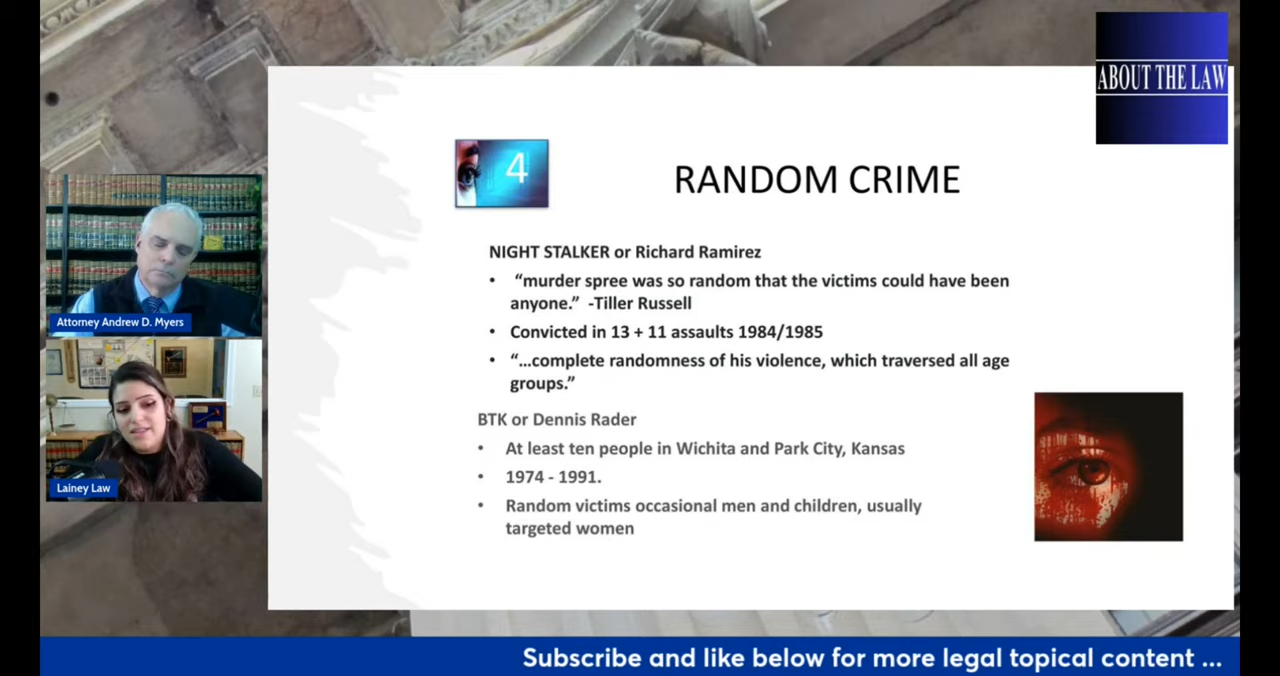 ABOUT THE LAW
4
RANDOM CRIME
NIGHT STALKER or Richard Ramirez
• “murder spree was so random that the victims could have been
anyone.” -Tiller Russell
• Convicted in 13 + 11 assaults 1984/1985
• “…complete randomness of his violence, which traversed all age
groups.”
BTK or Dennis Rader
• At least ten people in Wichita and Park City, Kansas
• 1974 - 1991.
• Random victims occasional men and children, usually
targeted women
Attorney Andrew D. Myers
Lainey Law
Subscribe and like below for more legal topical content ...